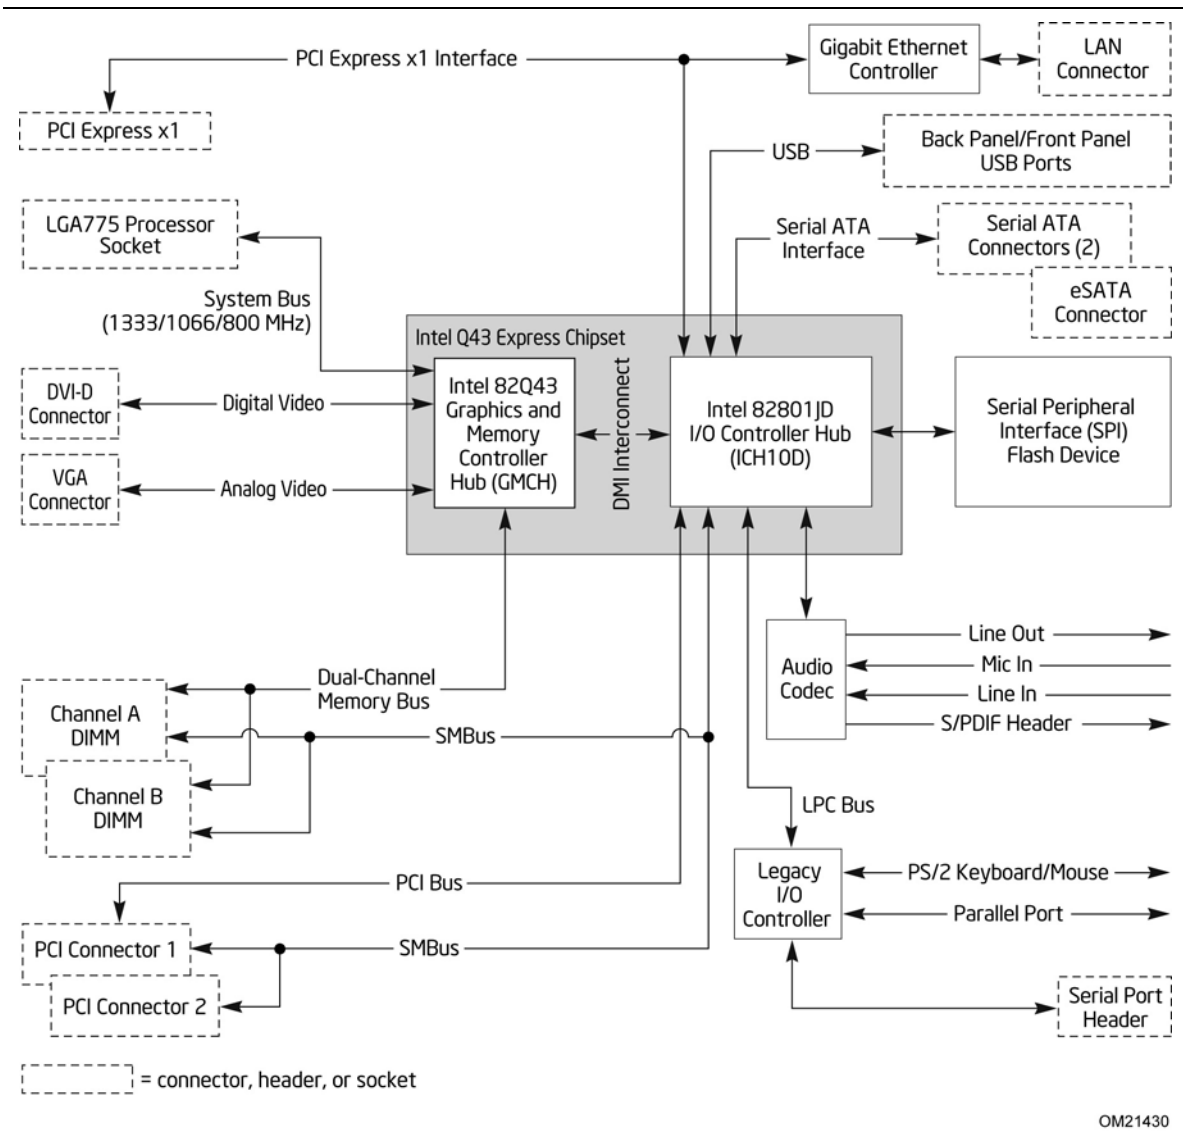 PCI Express x1 Interface
Gigabit Ethernet
Controller
LAN
Connector
PCI Express x1
USB
Back Panel/Front Panel
USB Ports
LGA775 Processor
Socket
Serial ATA
Interface
Serial ATA
Connectors (2)
eSATA
Connector
System Bus
(1333/1066/800 MHz)
Intel Q43 Express Chipset
DVI-D
Connector
Digital Video
Intel 82Q43
Graphics and
Memory
Controller
Hub (GMCH)
DMI Interconnect
Intel 82801JD
I/O Controller Hub
(ICH10D)
Serial Peripheral
Interface (SPI)
Flash Device
VGA
Connector
Analog Video
Audio
Codec
Line Out
Mic In
Line In
S/PDIF Header
Dual-Channel
Memory Bus
Channel A
DIMM
SMBus
Channel B
DIMM
LPC Bus
Legacy
I/O
Controller
PS/2 Keyboard/Mouse
Parallel Port
PCI Bus
PCI Connector 1
SMBus
PCI Connector 2
Serial Port
Header
= connector, header, or socket
OM21430